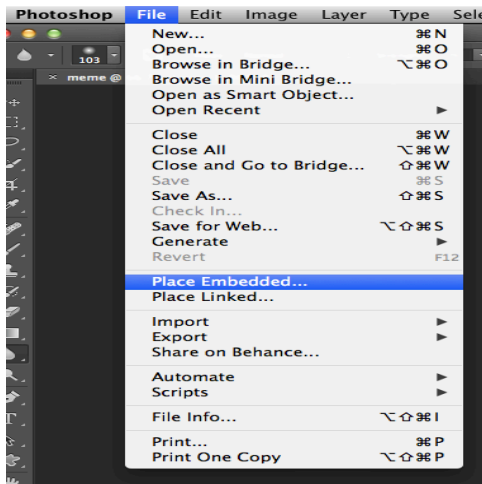 Photoshop File Edit Image Layer Type Sel
New... ⌘N
Open... ⌘O
103
Browse in Bridge... ⌥⌘O
Browse in Mini Bridge...
× meme @
Open as Smart Object...
Open Recent ▶
Close ⌘W
Close All ⌥⌘W
Close and Go to Bridge... ⇧⌘W
Save ⌘S
Save As... ⇧⌘S
Check In...
Save for Web... ⌥⇧⌘S
Generate ▶
Revert F12
Place Embedded...
Place Linked...
Import ▶
Export ▶
Share on Behance...
Automate ▶
Scripts ▶
File Info... ⌥⇧⌘I
Print... ⌘P
Print One Copy ⌥⇧⌘P